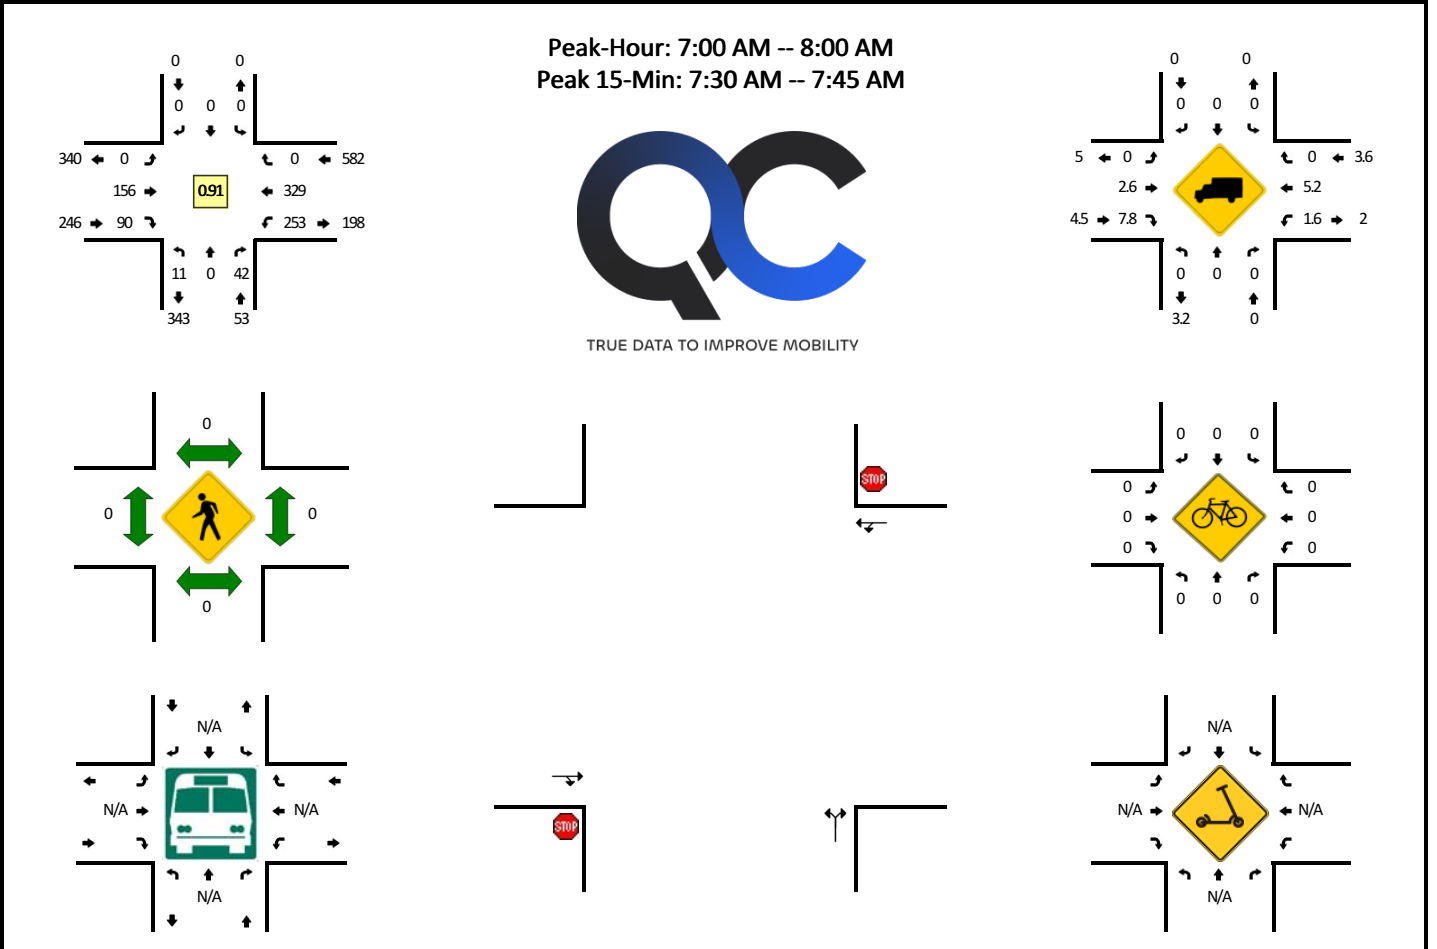 Peak-Hour: 7:00 AM -- 8:00 AM
Peak 15-Min: 7:30 AM -- 7:45 AM
0 0
0 0 0
340 0 0 582
156 0.91 329
246 90 253 198
11 0 42
343 53
QC
TRUE DATA TO IMPROVE MOBILITY
0 0
0 0 0
5 0 0 3.6
2.6 5.2
4.5 7.8 1.6 2
0 0 0
3.2 0
0
0 0
0
STOP
STOP
0 0 0
0 0
0 0
0 0
0 0 0
N/A
N/A N/A
N/A
N/A
N/A N/A
N/A